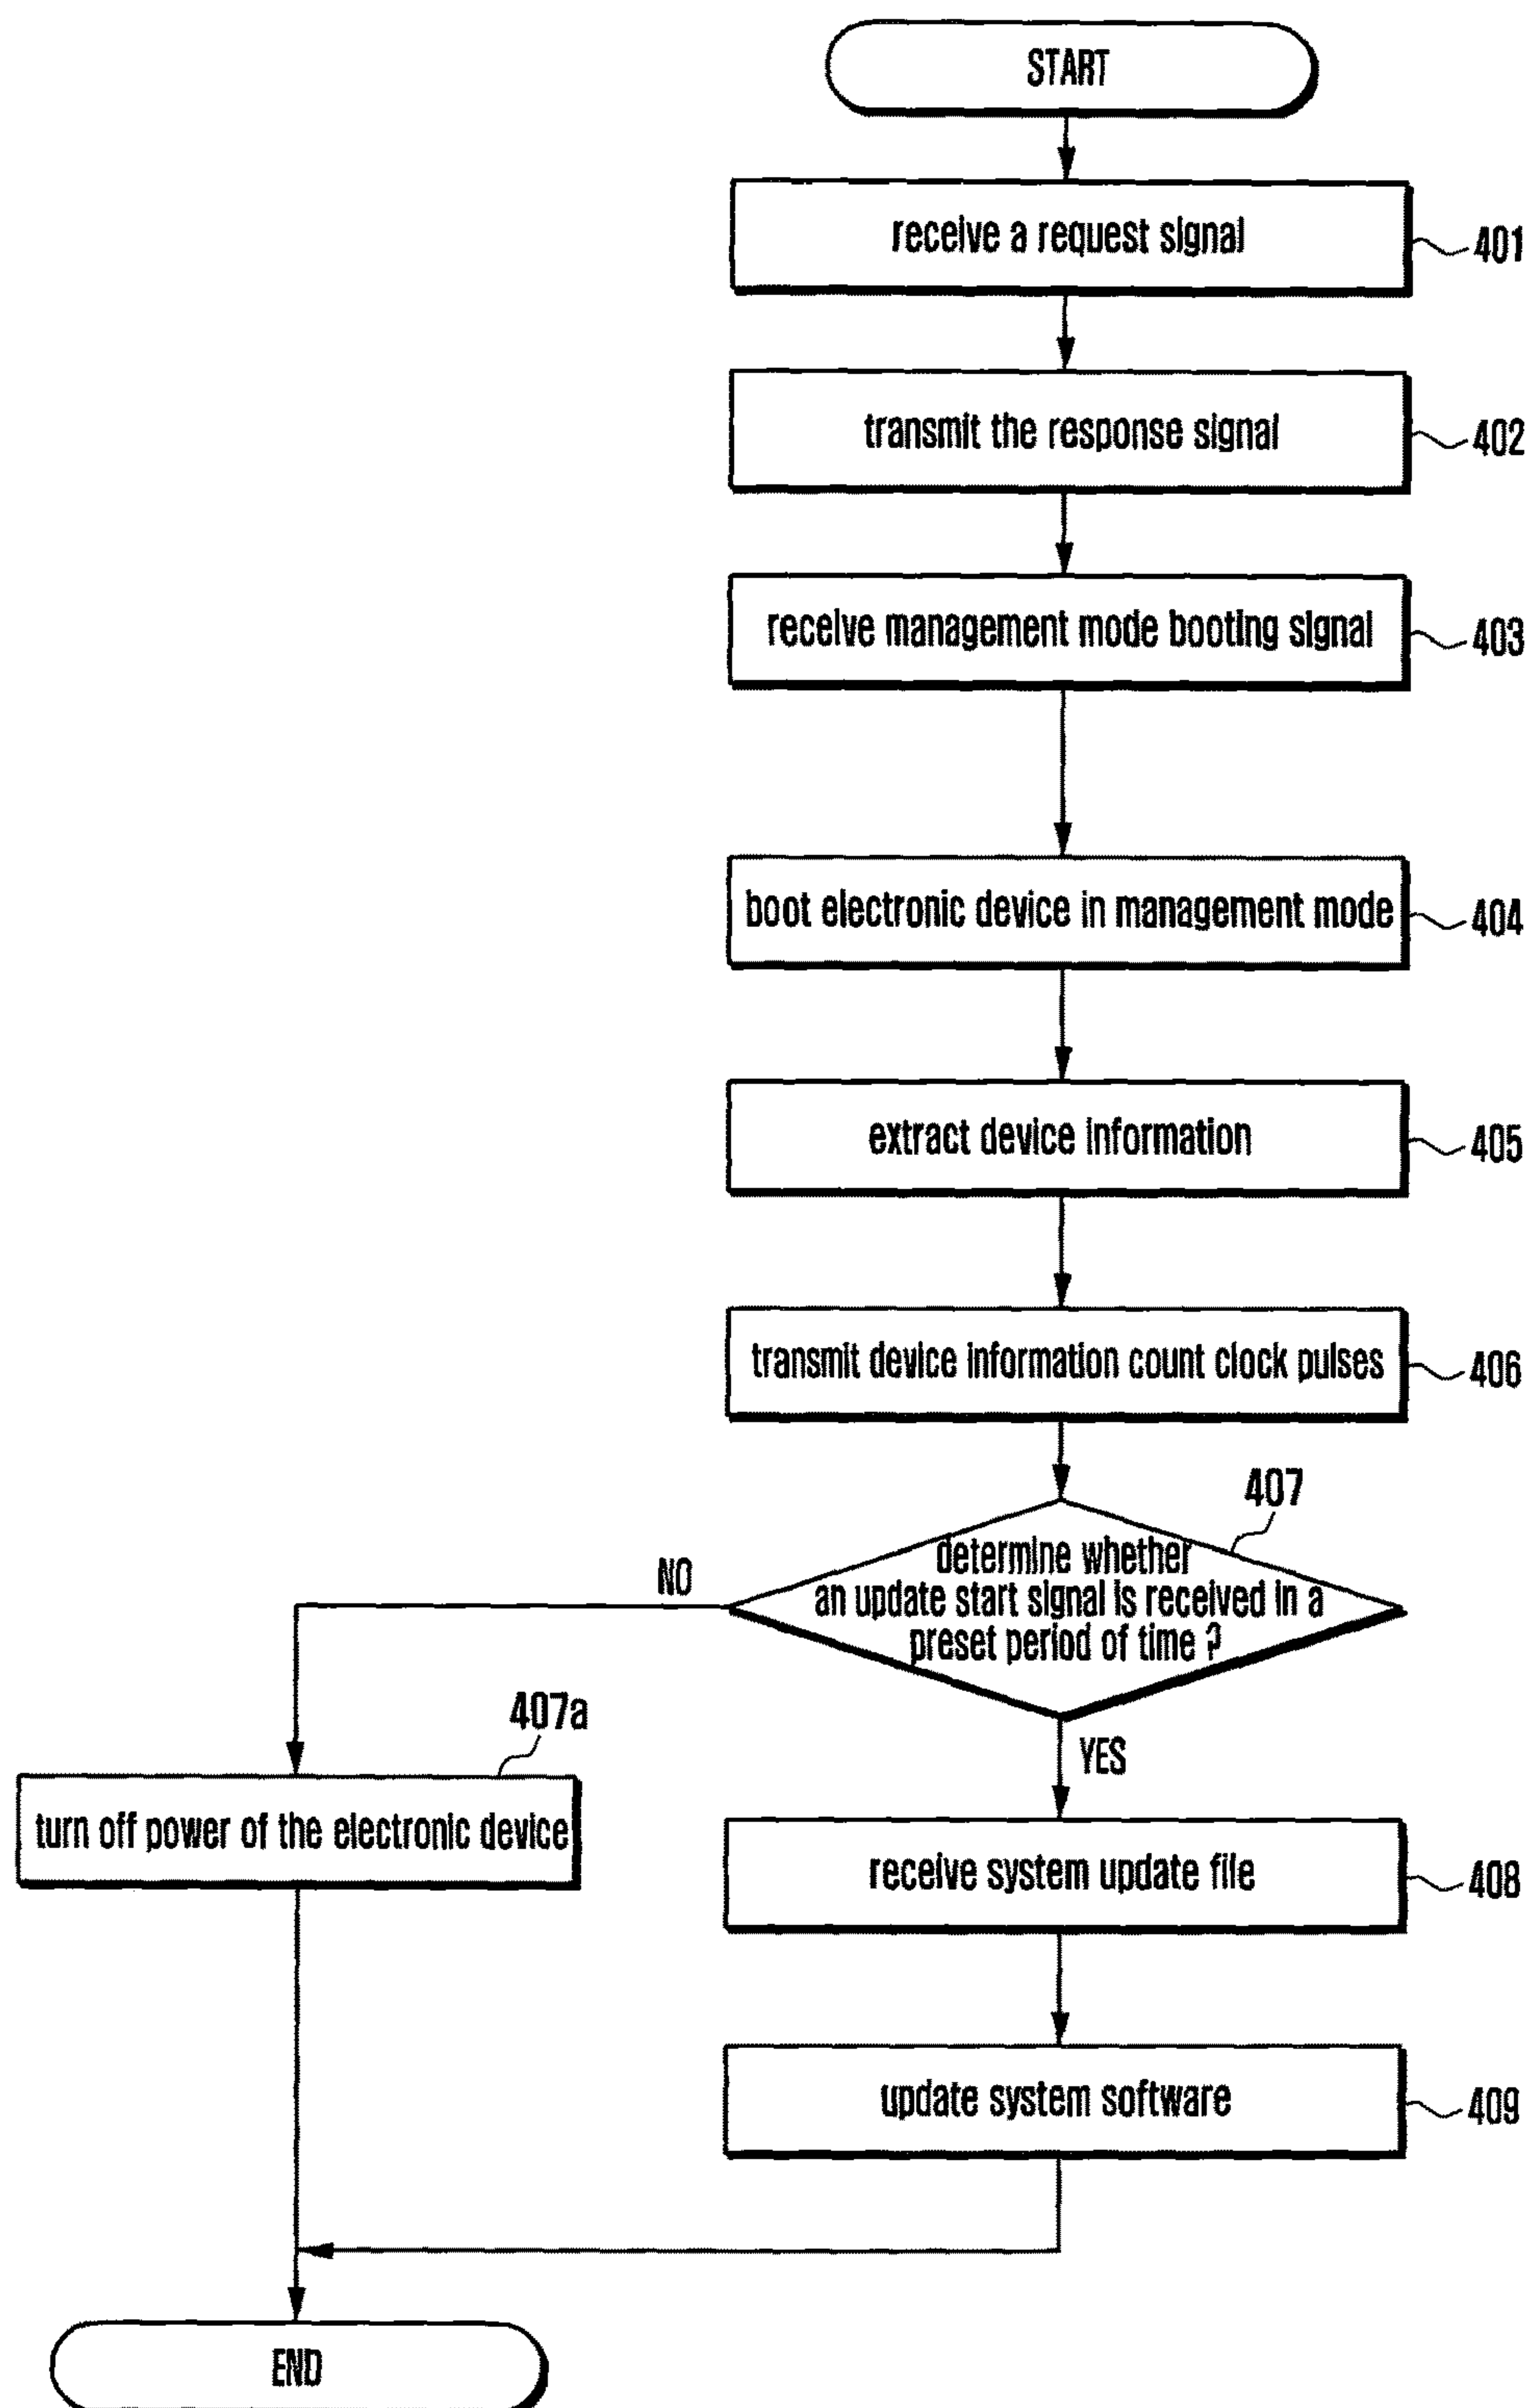 START
receive a request signal
401
transmit the response signal
402
receive management mode booting signal
403
boot electronic device in management mode
404
extract device information
405
transmit device information count clock pulses
406
407
determine whether
an update start signal is received in a
preset period of time ?
NO
YES
407a
turn off power of the electronic device
receive system update file
408
update system software
409
END